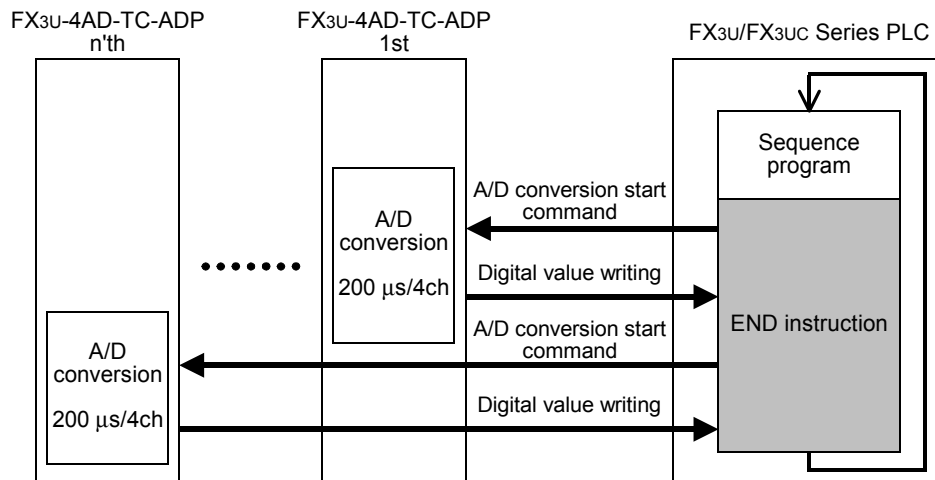 FX3U-4AD-TC-ADP
n'th
FX3U-4AD-TC-ADP
1st
FX3U/FX3UC Series PLC
Sequence
program
A/D conversion start
command
A/D
conversion
200 μs/4ch
Digital value writing
A/D conversion start
command
END instruction
A/D
conversion
200 μs/4ch
Digital value writing